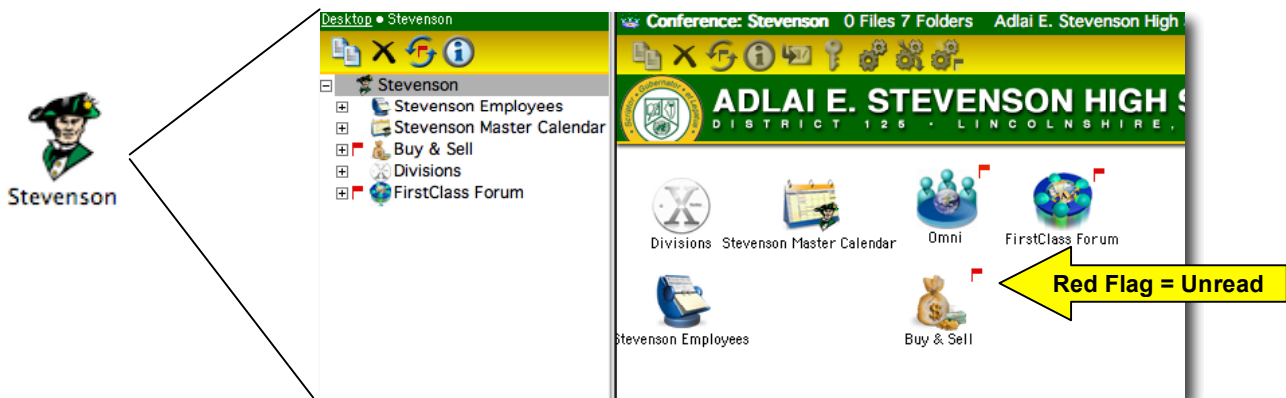 Desktop • Stevenson
Conference: Stevenson 0 Files 7 Folders Adlai E. Stevenson High
Stevenson
Stevenson Employees
Stevenson Master Calendar
Buy & Sell
Divisions
FirstClass Forum
ADLAI E. STEVENSON HIGH S
DISTRICT 125 · LINCOLNSHIRE,
Stevenson
Divisions
Stevenson Master Calendar
Omni
FirstClass Forum
Red Flag = Unread
Stevenson Employees
Buy & Sell